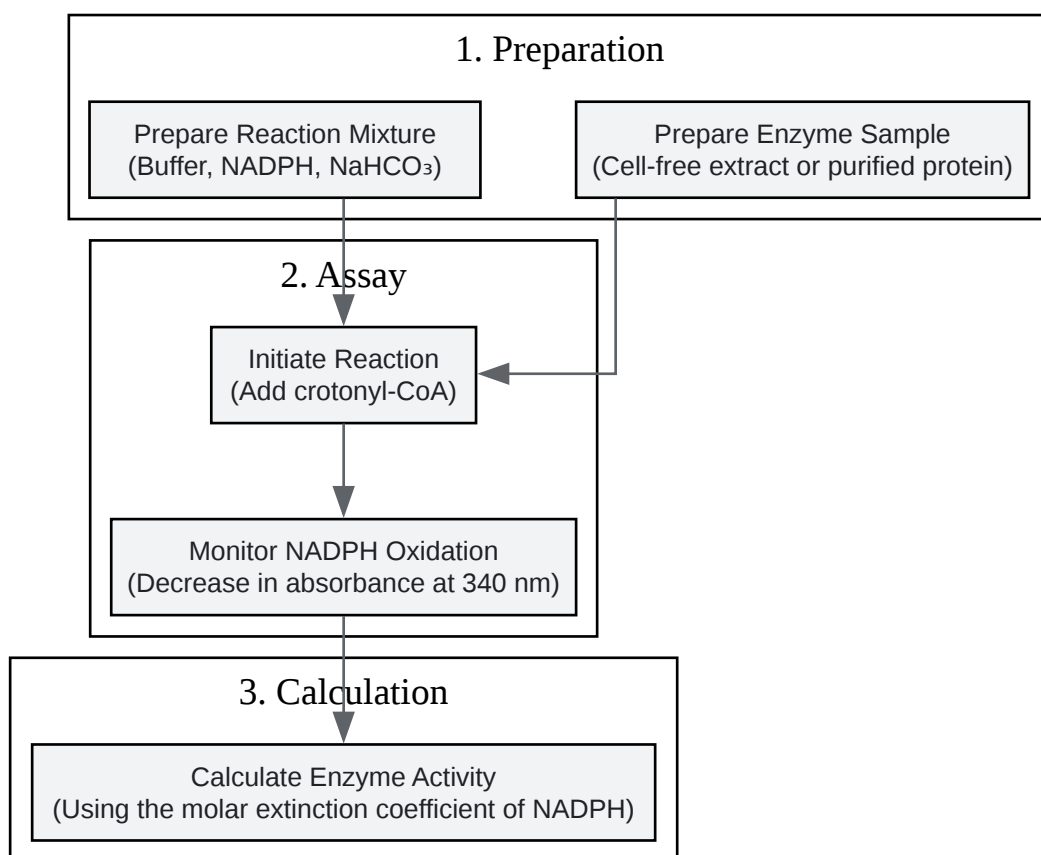 1. Preparation
Prepare Reaction Mixture
(Buffer, NADPH, NaHCO₃)
Prepare Enzyme Sample
(Cell-free extract or purified protein)
2. Assay
Initiate Reaction
(Add crotonyl-CoA)
Monitor NADPH Oxidation
(Decrease in absorbance at 340 nm)
3. Calculation
Calculate Enzyme Activity
(Using the molar extinction coefficient of NADPH)